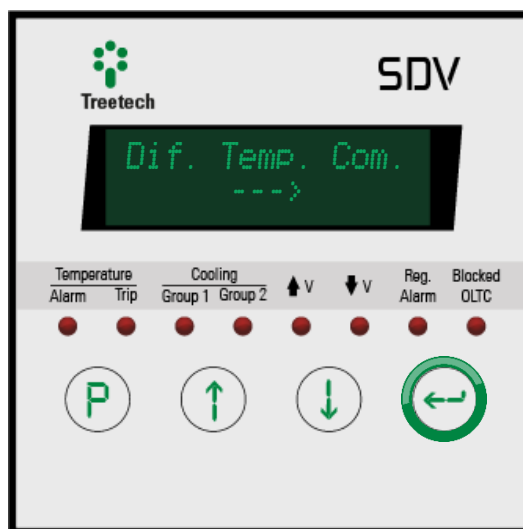 Treetech
SDV
Dif. Temp. Com.
--->
Temperature
Cooling
Alarm
Trip
Group 1
Group 2
V
V
Reg.
Alarm
Blocked
OLTC
P